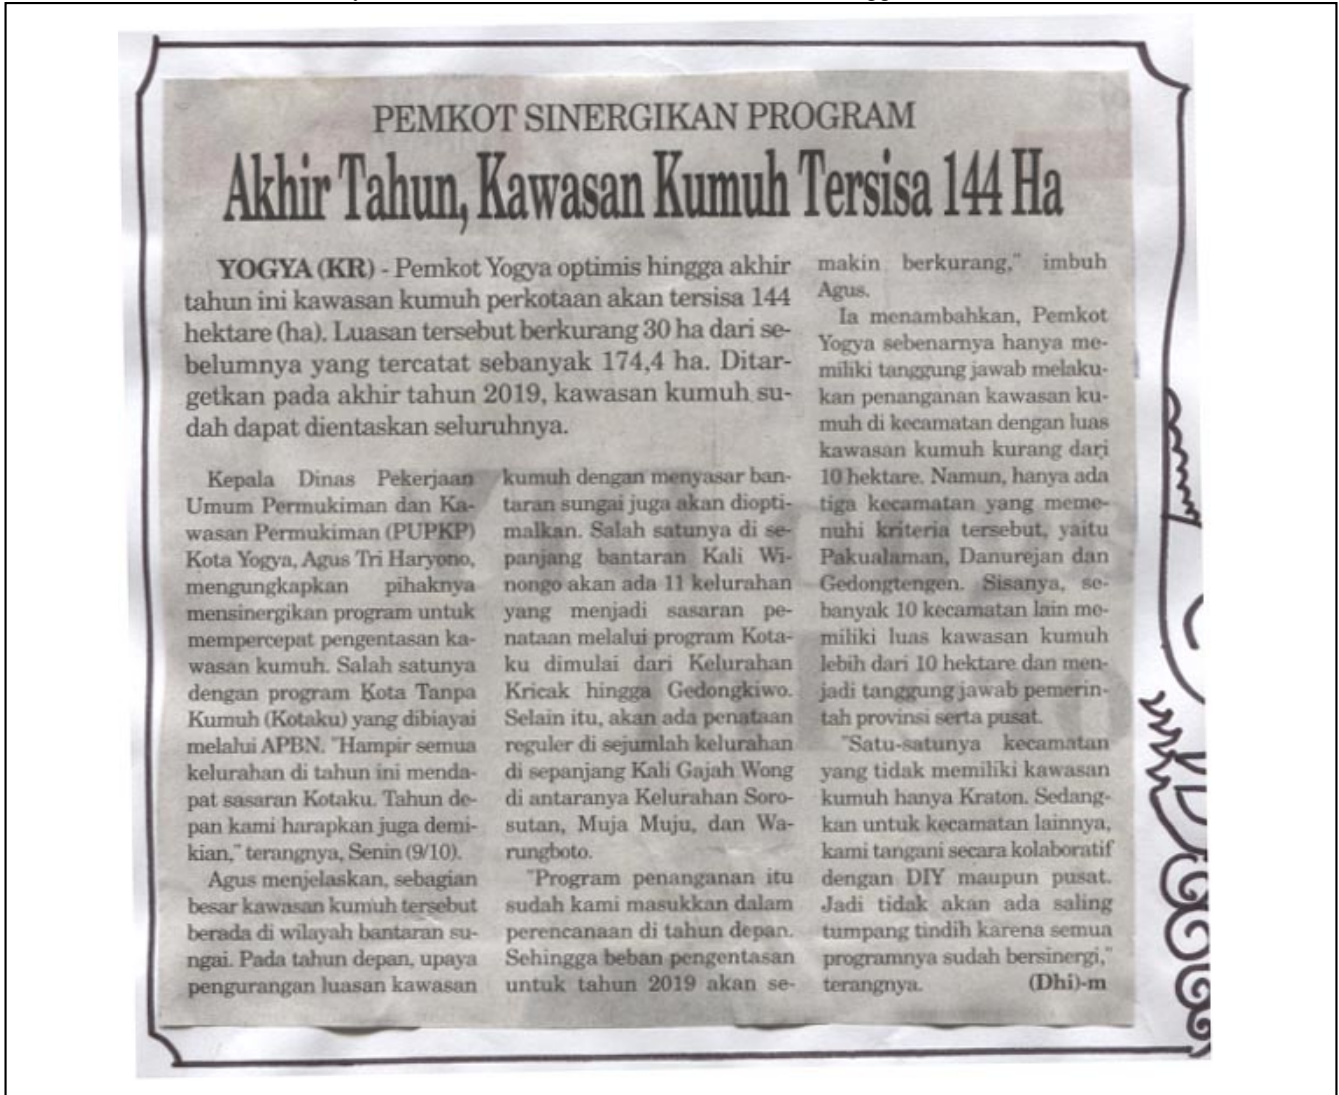 PEMKOT SINERGIKAN PROGRAM
Akhir Tahun, Kawasan Kumuh Tersisa 144 Ha
YOGYA (KR) - Pemkot Yogya optimis hingga akhir
tahun ini kawasan kumuh perkotaan akan tersisa 144
hektare (ha). Luasan tersebut berkurang 30 ha dari se-
belumnya yang tercatat sebanyak 174,4 ha. Ditar-
getkan pada akhir tahun 2019, kawasan kumuh su-
dah dapat dientaskan seluruhnya.
Kepala Dinas Pekerjaan
Umum Permukiman dan Ka-
wasan Permukiman (PUPKP)
Kota Yogya, Agus Tri Haryono,
mengungkapkan pihaknya
mensinergikan program untuk
mempercepat pengentasan ka-
wasan kumuh. Salah satunya
dengan program Kota Tanpa
Kumuh (Kotaku) yang dibiayai
melalui APBN. "Hampir semua
kelurahan di tahun ini menda-
pat sasaran Kotaku. Tahun de-
pan kami harapkan juga demi-
kian," terangnya, Senin (9/10).
Agus menjelaskan, sebagian
besar kawasan kumuh tersebut
berada di wilayah bantaran su-
ngai. Pada tahun depan, upaya
pengurangan luasan kawasan
kumuh dengan menyasar ban-
taran sungai juga akan diopti-
malkan. Salah satunya di se-
panjang bantaran Kali Wi-
nongo akan ada 11 kelurahan
yang menjadi sasaran pe-
nataan melalui program Kota-
ku dimulai dari Kelurahan
Kricak hingga Gedongkiwo.
Selain itu, akan ada penataan
reguler di sejumlah kelurahan
di sepanjang Kali Gajah Wong
di antaranya Kelurahan Soro-
sutan, Muja Muju, dan Wa-
rungboto.
"Program penanganan itu
sudah kami masukkan dalam
perencanaan di tahun depan.
Sehingga beban pengentasan
untuk tahun 2019 akan se-
makin berkurang," imbuh
Agus.
Ia menambahkan, Pemkot
Yogya sebenarnya hanya me-
miliki tanggung jawab melaku-
kan penanganan kawasan ku-
muh di kecamatan dengan luas
kawasan kumuh kurang dari
10 hektare. Namun, hanya ada
tiga kecamatan yang meme-
nuhi kriteria tersebut, yaitu
Pakualaman, Danurejan dan
Gedongtengen. Sisanya, se-
banyak 10 kecamatan lain me-
miliki luas kawasan kumuh
lebih dari 10 hektare dan men-
jadi tanggung jawab pemerin-
tah provinsi serta pusat.
"Satu-satunya kecamatan
yang tidak memiliki kawasan
kumuh hanya Kraton. Sedang-
kan untuk kecamatan lainnya,
kami tangani secara kolaboratif
dengan DIY maupun pusat.
Jadi tidak akan ada saling
tumpang tindih karena semua
programnya sudah bersinergi,"
terangnya. (Dhi)-m